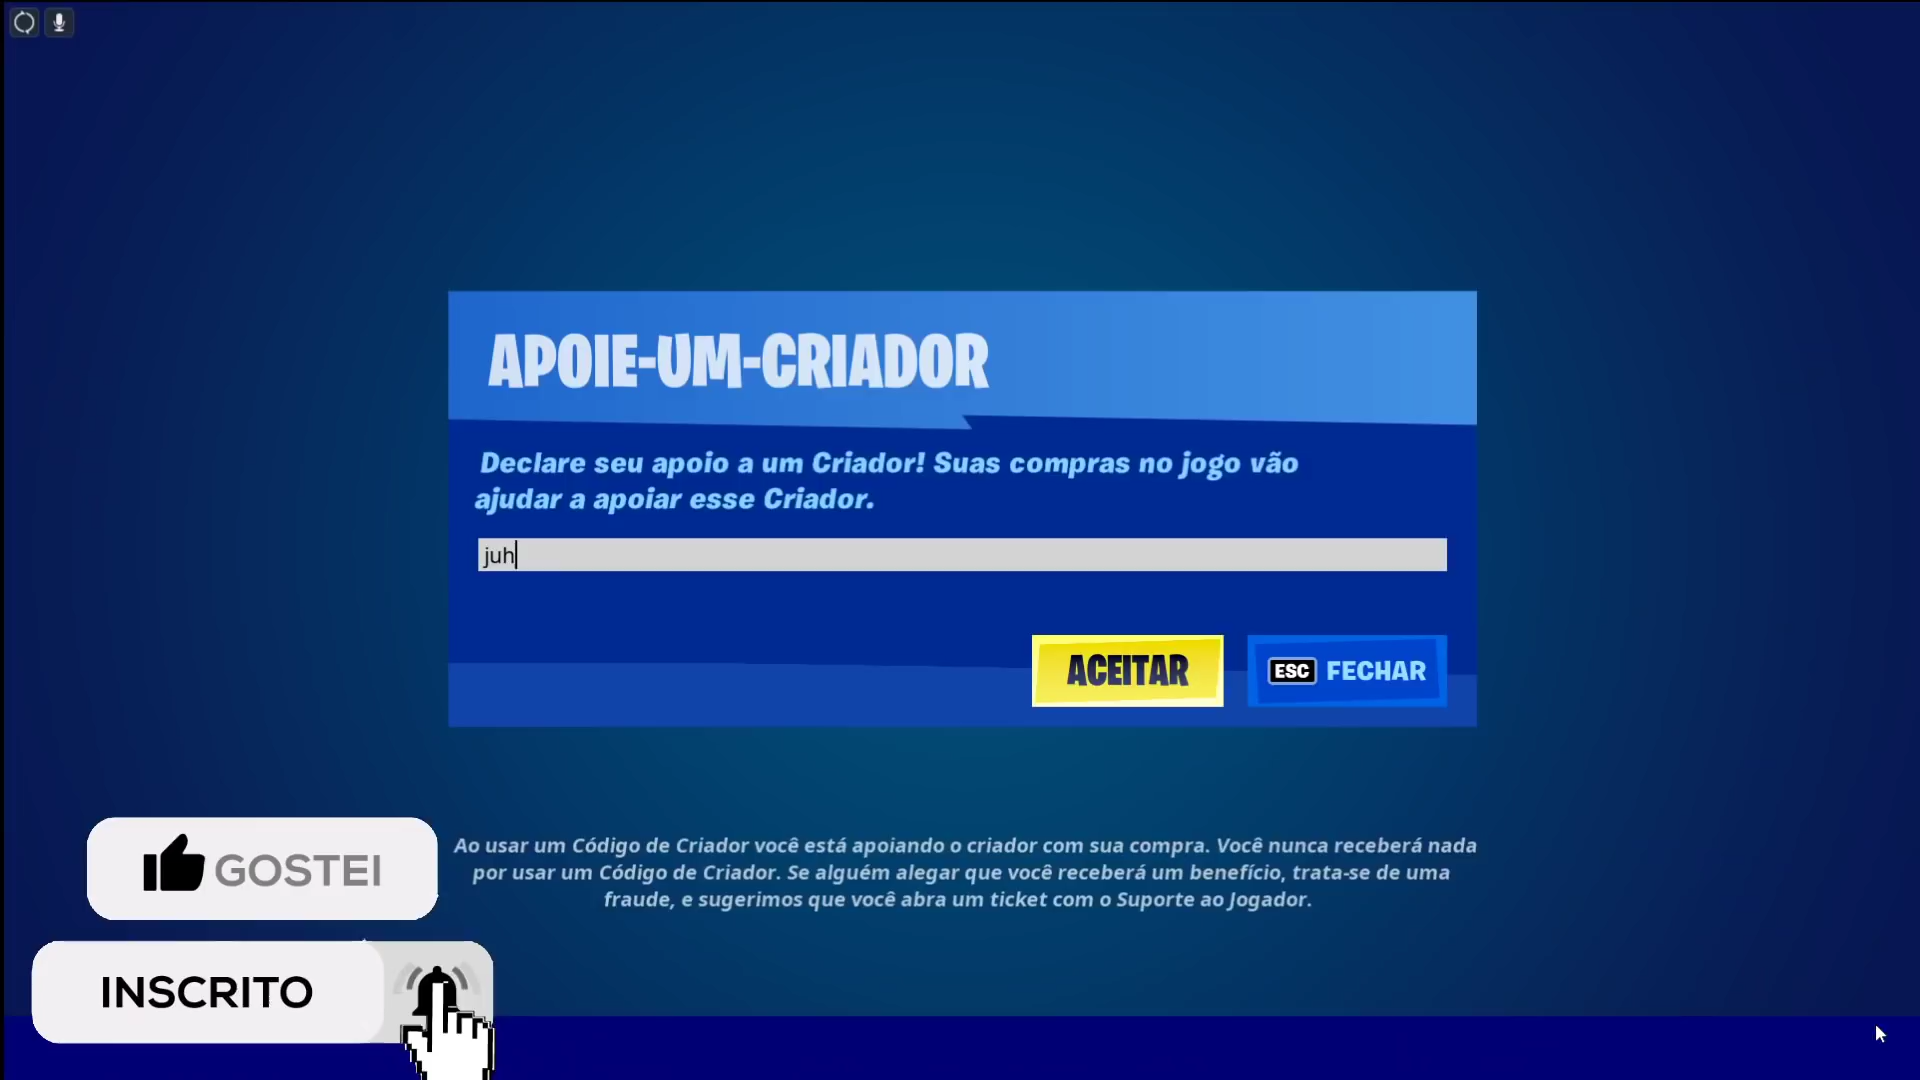 APOIE-UM-CRIADOR
Declare seu apoio a um Criador! Suas compras no jogo vão
ajudar a apoiar esse Criador.
juh
ACEITAR
ESC FECHAR
Ao usar um Código de Criador você está apoiando o criador com sua compra. Você nunca receberá nada
por usar um Código de Criador. Se alguém alegar que você receberá um benefício, trata-se de uma
fraude, e sugerimos que você abra um ticket com o Suporte ao Jogador.
GOSTEI
INSCRITO